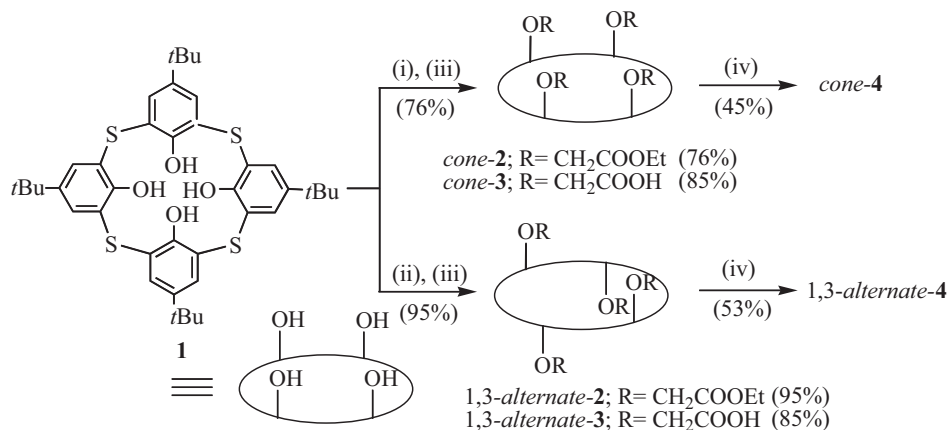 tBu
S
S
OH
tBu
OH
HO
tBu
OH
S
S
tBu
1
OH
OH
OH
OH
(i), (iii)
(76%)
OR
OR
OR
OR
(iv)
(45%)
cone-4
cone-2; R= CH2COOEt (76%)
cone-3; R= CH2COOH (85%)
(ii), (iii)
(95%)
OR
OR
OR
OR
(iv)
(53%)
1,3-alternate-4
1,3-alternate-2; R= CH2COOEt (95%)
1,3-alternate-3; R= CH2COOH (85%)